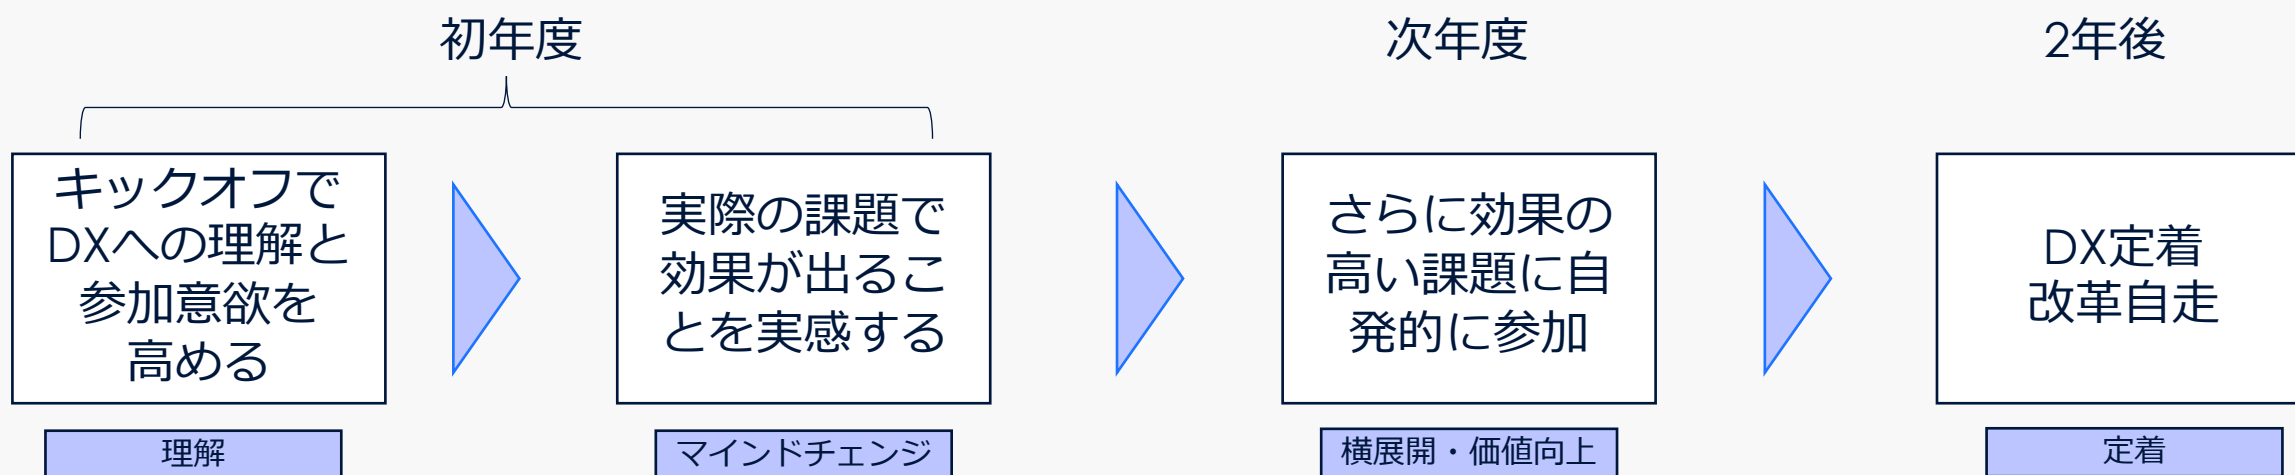 初年度
次年度
2年後
キックオフで
DXへの理解と
参加意欲を
高める
実際の課題で
効果が出るこ
とを実感する
さらに効果の
高い課題に自
発的に参加
DX定着
改革自走
理解
マインドチェンジ
横展開・価値向上
定着